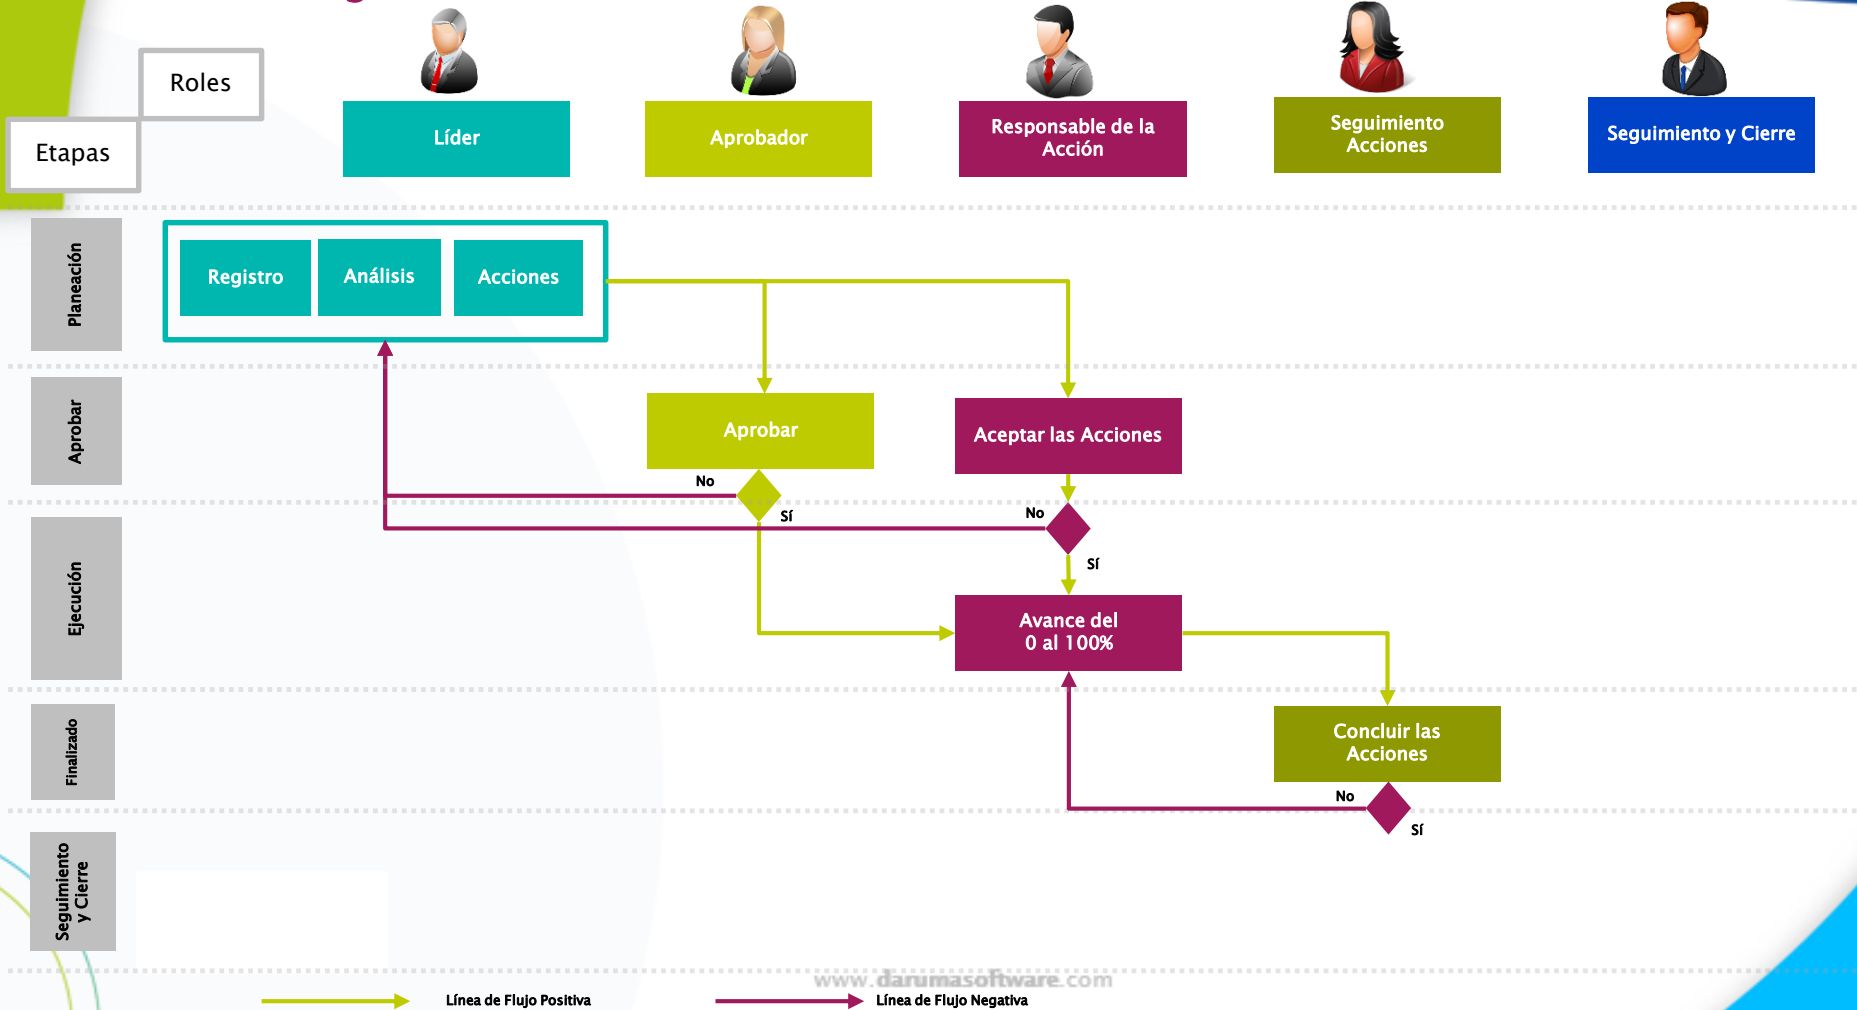 Roles
Etapas
Líder
Aprobador
Responsable de la
Acción
Seguimiento
Acciones
Seguimiento y Cierre
Planeación
Registro
Análisis
Acciones
Aprobar
Aprobar
Aceptar las Acciones
No
Sí
No
Sí
Ejecución
Avance del
0 al 100%
Finalizado
Concluir las
Acciones
No
Sí
Seguimiento
y Cierre
www.darumasoftware.com
Línea de Flujo Positiva
Línea de Flujo Negativa